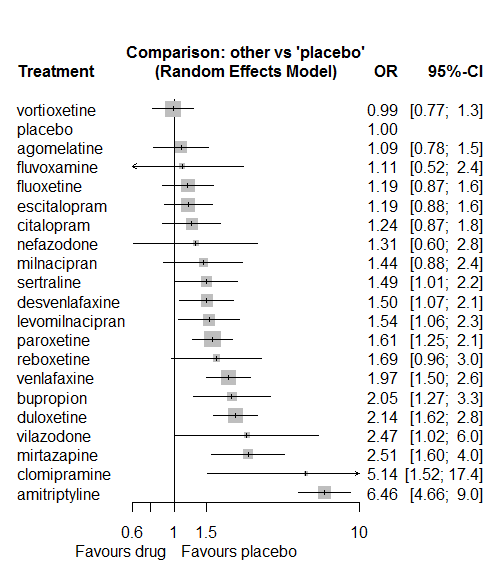 Comparison: other vs 'placebo'
Treatment (Random Effects Model) OR 95%-CI
vortioxetine 0.99 [0.77; 1.3]
placebo 1.00
agomelatine 1.09 [0.78; 1.5]
fluvoxamine 1.11 [0.52; 2.4]
fluoxetine 1.19 [0.87; 1.6]
escitalopram 1.19 [0.88; 1.6]
citalopram 1.24 [0.87; 1.8]
nefazodone 1.31 [0.60; 2.8]
milnacipran 1.44 [0.88; 2.4]
sertraline 1.49 [1.01; 2.2]
desvenlafaxine 1.50 [1.07; 2.1]
levomilnacipran 1.54 [1.06; 2.3]
paroxetine 1.61 [1.25; 2.1]
reboxetine 1.69 [0.96; 3.0]
venlafaxine 1.97 [1.50; 2.6]
bupropion 2.05 [1.27; 3.3]
duloxetine 2.14 [1.62; 2.8]
vilazodone 2.47 [1.02; 6.0]
mirtazapine 2.51 [1.60; 4.0]
clomipramine 5.14 [1.52; 17.4]
amitriptyline 6.46 [4.66; 9.0]
0.6 1 1.5 10
Favours drug Favours placebo